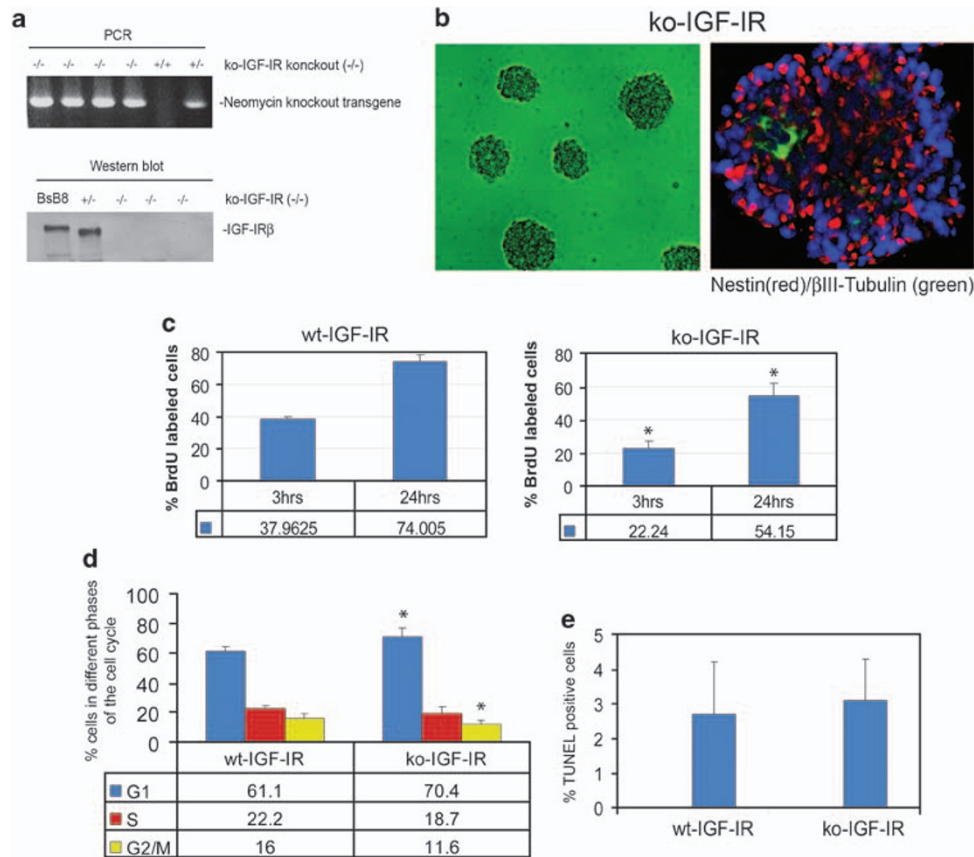 a
PCR
-/- -/- -/- -/- +/+ +/-
ko-IGF-IR konckout (-/-)
-Neomycin knockout transgene
Western blot
BsB8 +/- -/- -/- -/-
ko-IGF-IR (-/-)
-IGF-IRβ
b
ko-IGF-IR
Nestin(red)/βIII-Tubulin (green)
c
wt-IGF-IR
% BrdU labeled cells
80
60
40
20
0
3hrs 24hrs
37.9625 74.005
ko-IGF-IR
% BrdU labeled cells
80
60
40
20
0
* *
3hrs 24hrs
22.24 54.15
d
% cells in different phases
of the cell cycle
100
80
60
40
20
0
* *
wt-IGF-IR ko-IGF-IR
G1 61.1 70.4
S 22.2 18.7
G2/M 16 11.6
e
% TUNEL positive cells
5
4
3
2
1
0
wt-IGF-IR ko-IGF-IR